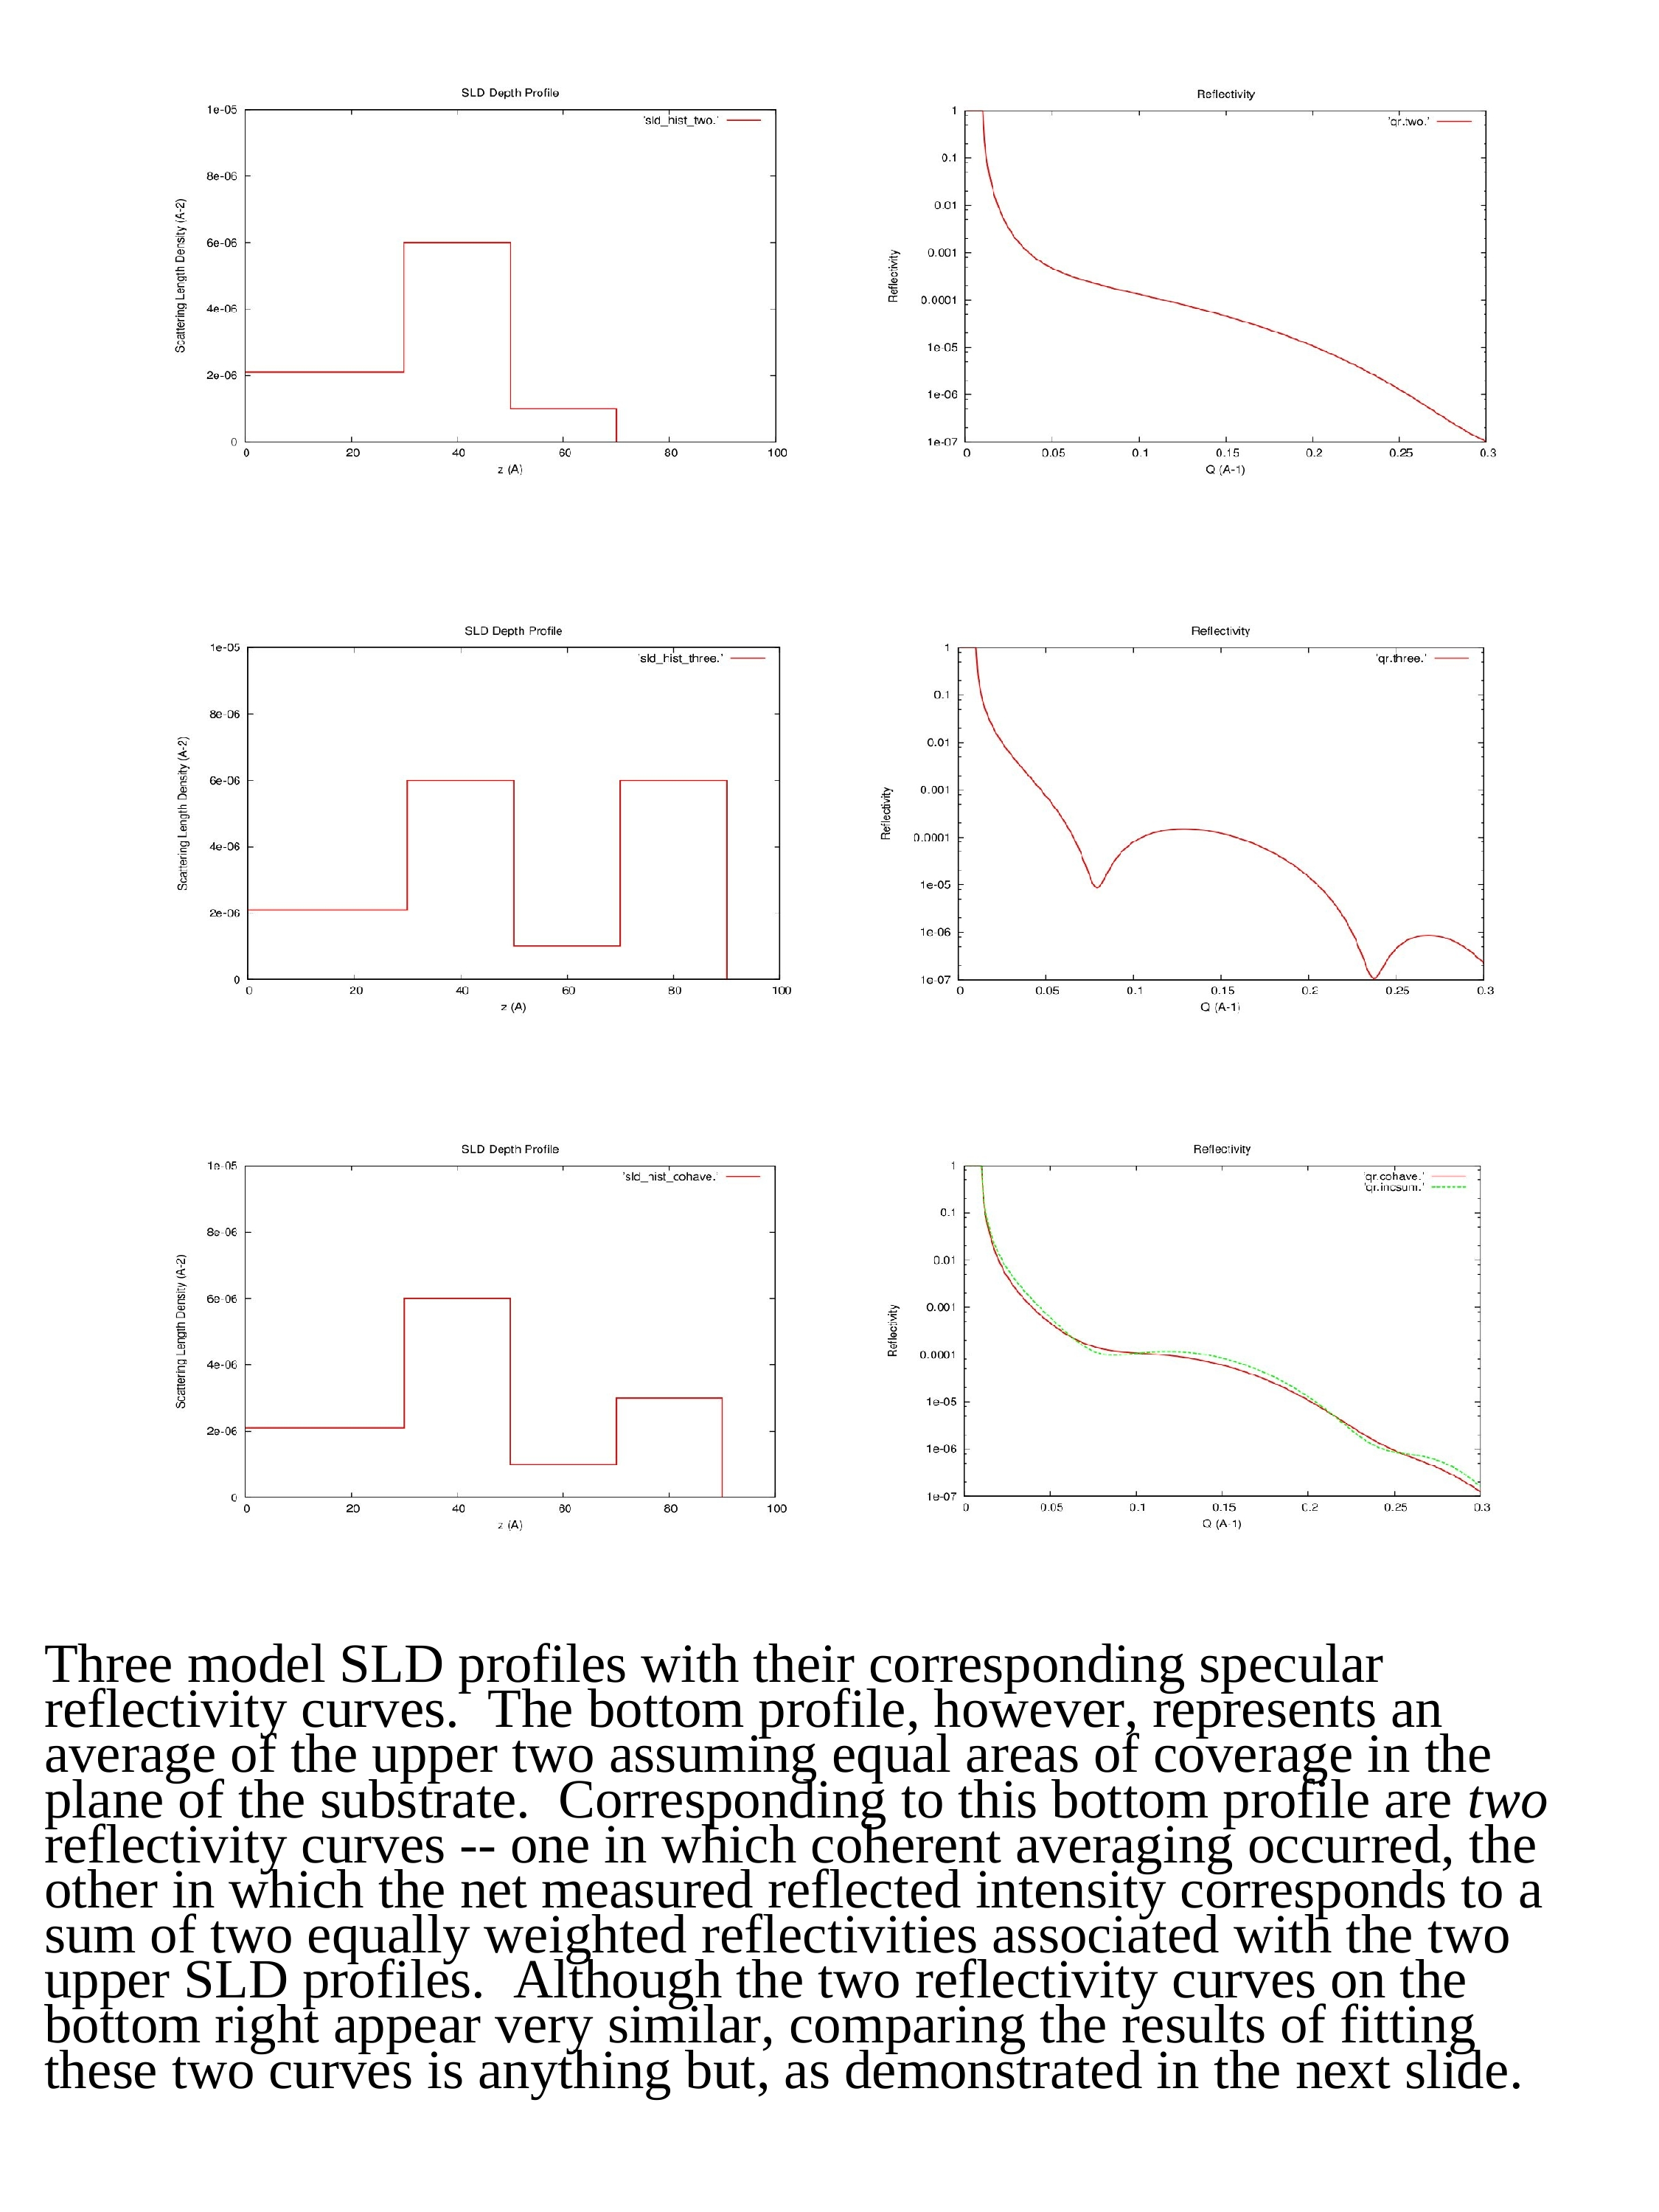 SLD Depth Profile
1e-05
8e-06
6e-06
4e-06
2e-06
0
Scattering Length Density (A-2)
'sld_hist_two.'
0 20 40 60 80 100
z (A)
Reflectivity
1
0.1
0.01
0.001
0.0001
1e-05
1e-06
1e-07
Reflectivity
'qr.two.'
0 0.05 0.1 0.15 0.2 0.25 0.3
Q (A-1)
SLD Depth Profile
1e-05
8e-06
6e-06
4e-06
2e-06
0
Scattering Length Density (A-2)
'sld_hist_three.'
0 20 40 60 80 100
z (A)
Reflectivity
1
0.1
0.01
0.001
0.0001
1e-05
1e-06
1e-07
Reflectivity
'qr.three.'
0 0.05 0.1 0.15 0.2 0.25 0.3
Q (A-1)
SLD Depth Profile
1e-05
8e-06
6e-06
4e-06
2e-06
0
Scattering Length Density (A-2)
'sld_hist_cohave.'
0 20 40 60 80 100
z (A)
Reflectivity
1
0.1
0.01
0.001
0.0001
1e-05
1e-06
1e-07
Reflectivity
'qr.cohave.'
'qr.incsum.'
0 0.05 0.1 0.15 0.2 0.25 0.3
Q (A-1)
Three model SLD profiles with their corresponding specular
reflectivity curves.  The bottom profile, however, represents an
average of the upper two assuming equal areas of coverage in the
plane of the substrate.  Corresponding to this bottom profile are two
reflectivity curves -- one in which coherent averaging occurred, the
other in which the net measured reflected intensity corresponds to a
sum of two equally weighted reflectivities associated with the two
upper SLD profiles.  Although the two reflectivity curves on the
bottom right appear very similar, comparing the results of fitting
these two curves is anything but, as demonstrated in the next slide.